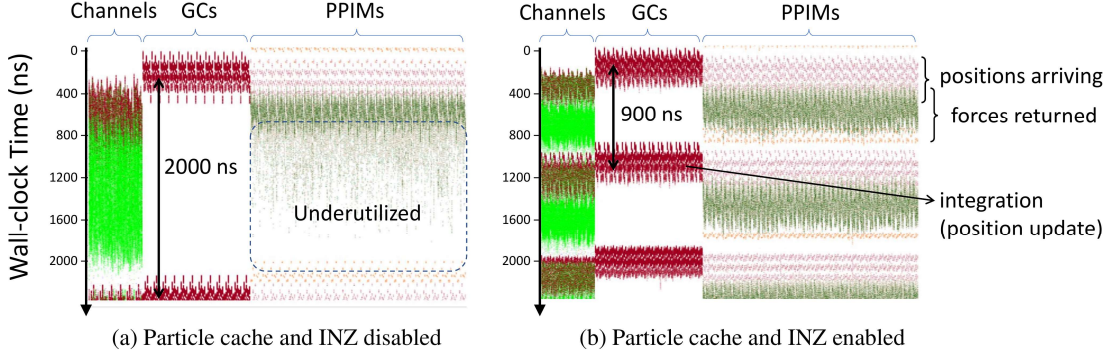 Channels GCs PPIMs
Wall-clock Time (ns)
0
400
800
1200
1600
2000
2000 ns
Underutilized
(a) Particle cache and INZ disabled
Channels GCs PPIMs
0
400
800
1200
1600
2000
900 ns
positions arriving
forces returned
integration
(position update)
(b) Particle cache and INZ enabled